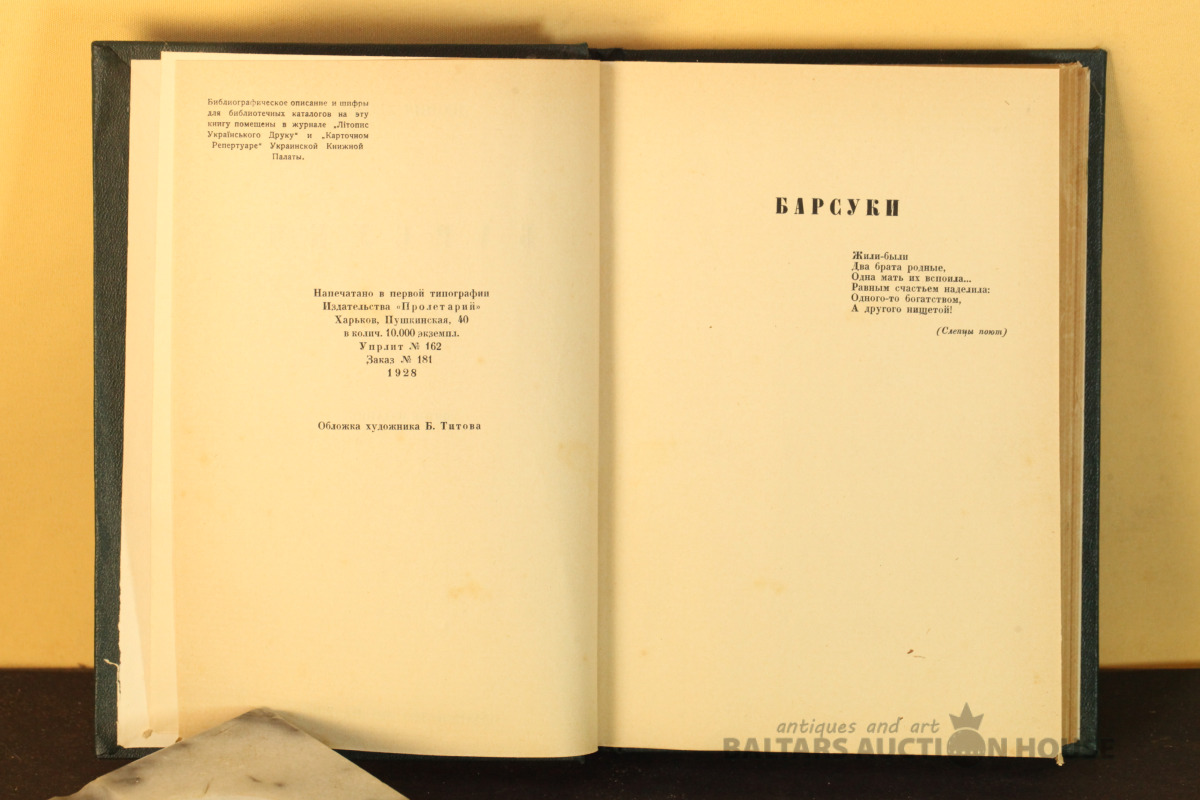 Библиографическое описание и шифры
для библиотечных каталогов на эту
книгу помещены в журнале „Літопис
Українського Друку“ и „Карточном
Репертуаре“ Украинской Книжной
Палаты.
Напечатано в первой типографии
Издательства «Пролетарий»
Харьков, Пушкинская, 40
в колич. 10.000 экземпл.
Упрлит № 162
Заказ № 181
1928
Обложка художника Б. Титова
БАРСУКИ
Жили-были
Два брата родные,
Одна мать их вспоила...
Равным счастьем наделила:
Одного-то богатством,
А другого нищетой!
(Слепцы поют)
antiques and art
BALTARS AUCTION HOUSE